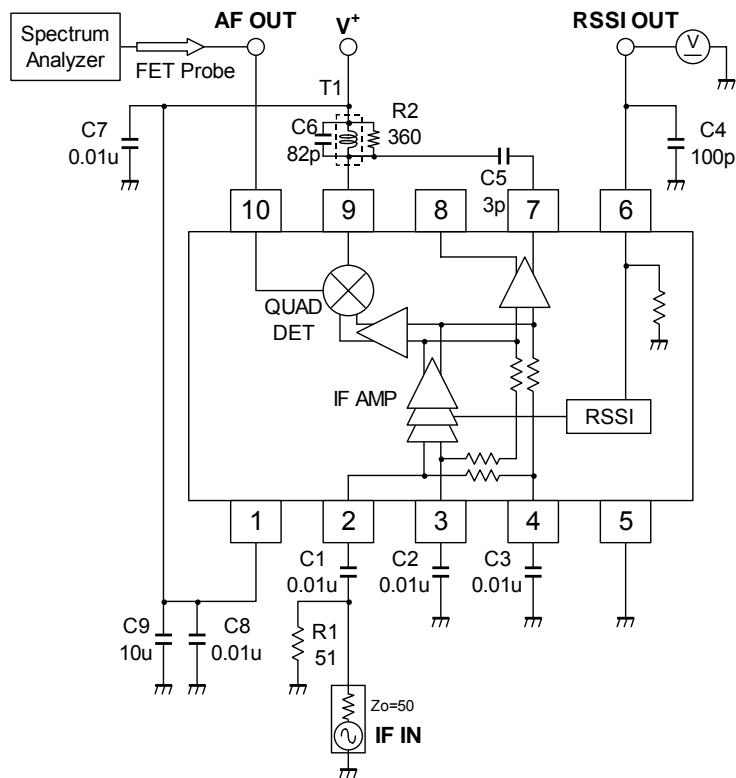 AF OUT
V+
RSSI OUT
Spectrum
Analyzer
FET Probe
V
T1
C7
0.01u
C6
82p
R2
360
C5
3p
C4
100p
10
9
8
7
6
QUAD
DET
IF AMP
RSSI
1
2
3
4
5
C1
0.01u
C2
0.01u
C3
0.01u
C9
10u
C8
0.01u
R1
51
Zo=50
IF IN